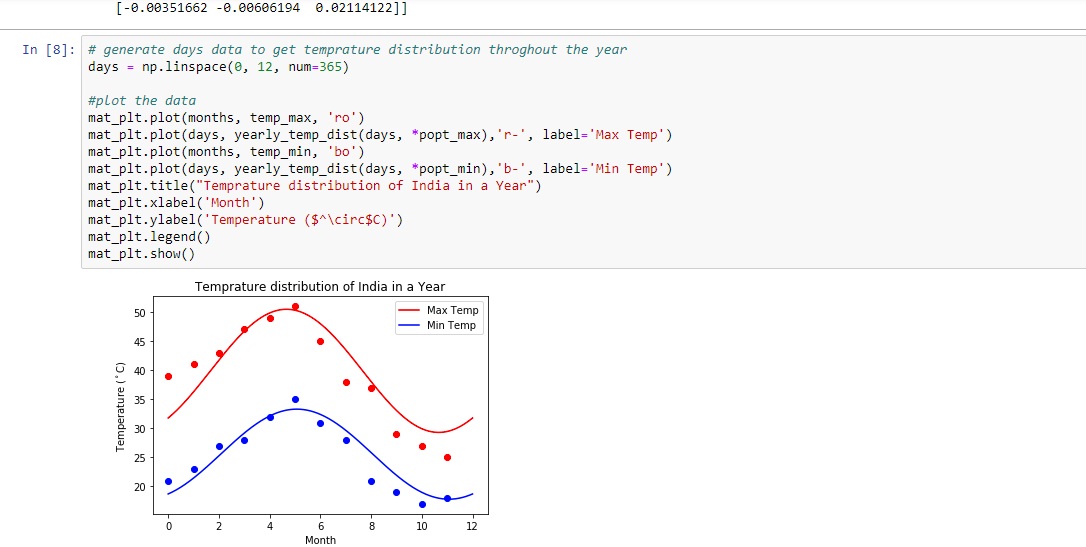 [-0.00351662 -0.00606194  0.02114122]]
In [8]: # generate days data to get temprature distribution throghout the year
days = np.linspace(0, 12, num=365)
#plot the data
mat_plt.plot(months, temp_max, 'ro')
mat_plt.plot(days, yearly_temp_dist(days, *popt_max),'r-', label='Max Temp')
mat_plt.plot(months, temp_min, 'bo')
mat_plt.plot(days, yearly_temp_dist(days, *popt_min),'b-', label='Min Temp')
mat_plt.title("Temprature distribution of India in a Year")
mat_plt.xlabel('Month')
mat_plt.ylabel('Temperature ($^\circ$C)')
mat_plt.legend()
mat_plt.show()
Temprature distribution of India in a Year
Max Temp
Min Temp
50
45
40
35
30
25
20
Temperature (°C)
0 2 4 6 8 10 12
Month